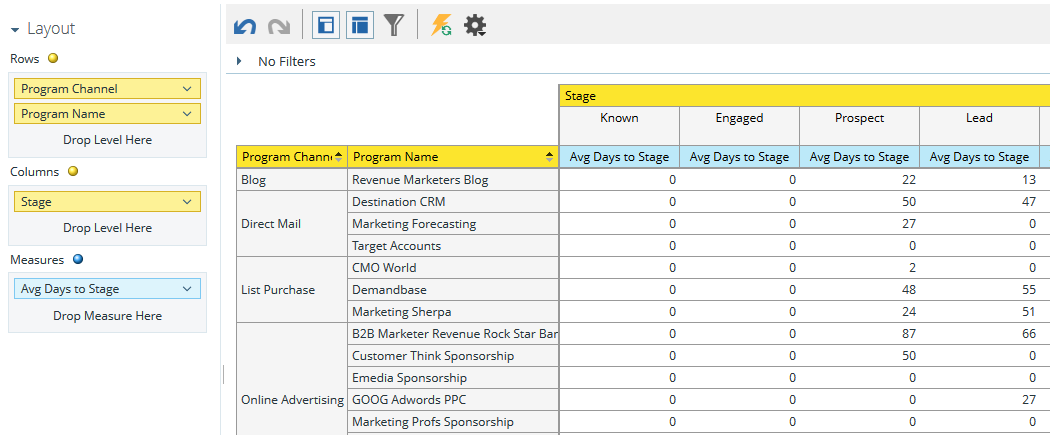 Layout
Rows
Program Channel
Program Name
Drop Level Here
Columns
Stage
Drop Level Here
Measures
Avg Days to Stage
Drop Measure Here
No Filters
Stage
Known Engaged Prospect Lead
Program Chann Program Name Avg Days to Stage Avg Days to Stage Avg Days to Stage Avg Days to Stage
Blog Revenue Marketers Blog 0 0 22 13
Destination CRM 0 0 50 47
Direct Mail Marketing Forecasting 0 0 27 0
Target Accounts 0 0 0 0
CMO World 0 0 2 0
List Purchase Demandbase 0 0 48 55
Marketing Sherpa 0 0 24 51
B2B Marketer Revenue Rock Star Bar 0 0 87 66
Customer Think Sponsorship 0 0 50 0
Emedia Sponsorship 0 0 0 0
Online Advertising GOOG Adwords PPC 0 0 0 27
Marketing Profs Sponsorship 0 0 0 0